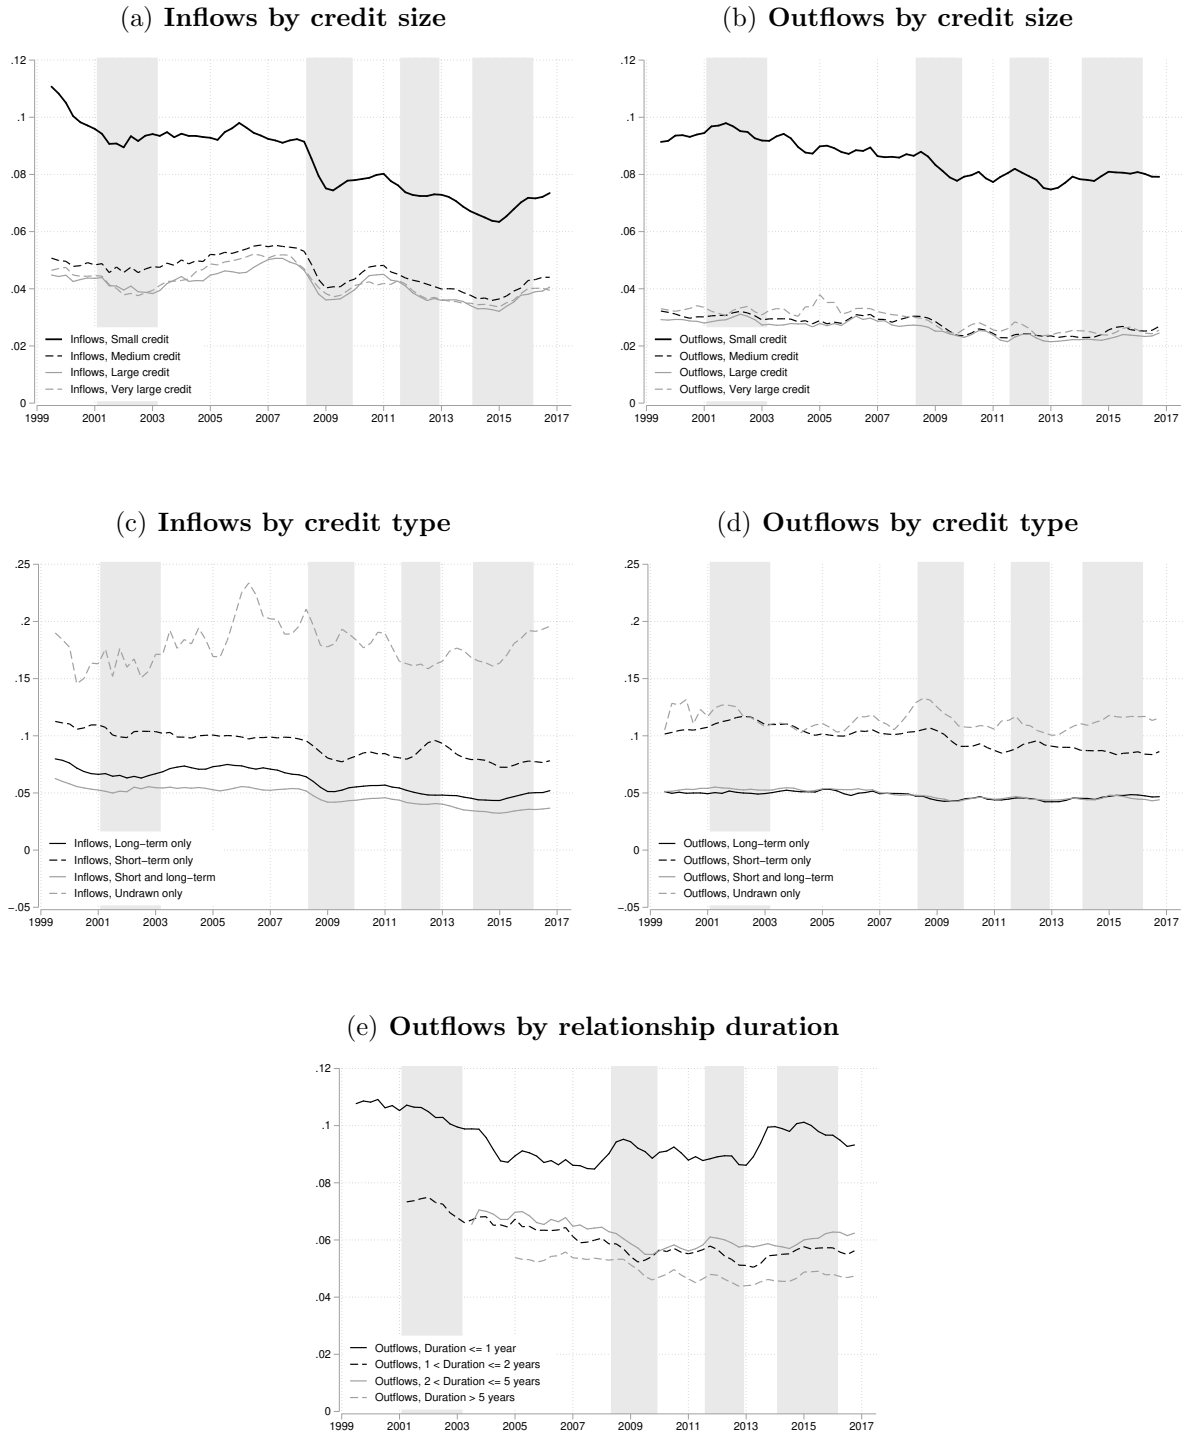 (a) Inflows by credit size
.12
.1
.08
.06
.04
.02
0
Inflows, Small credit
Inflows, Medium credit
Inflows, Large credit
Inflows, Very large credit
1999 2001 2003 2005 2007 2009 2011 2013 2015 2017
(b) Outflows by credit size
.12
.1
.08
.06
.04
.02
0
Outflows, Small credit
Outflows, Medium credit
Outflows, Large credit
Outflows, Very large credit
1999 2001 2003 2005 2007 2009 2011 2013 2015 2017
(c) Inflows by credit type
.25
.2
.15
.1
.05
0
−.05
Inflows, Long−term only
Inflows, Short−term only
Inflows, Short and long−term
Inflows, Undrawn only
1999 2001 2003 2005 2007 2009 2011 2013 2015 2017
(d) Outflows by credit type
.25
.2
.15
.1
.05
0
−.05
Outflows, Long−term only
Outflows, Short−term only
Outflows, Short and long−term
Outflows, Undrawn only
1999 2001 2003 2005 2007 2009 2011 2013 2015 2017
(e) Outflows by relationship duration
.12
.1
.08
.06
.04
.02
0
Outflows, Duration <= 1 year
Outflows, 1 < Duration <= 2 years
Outflows, 2 < Duration <= 5 years
Outflows, Duration > 5 years
1999 2001 2003 2005 2007 2009 2011 2013 2015 2017